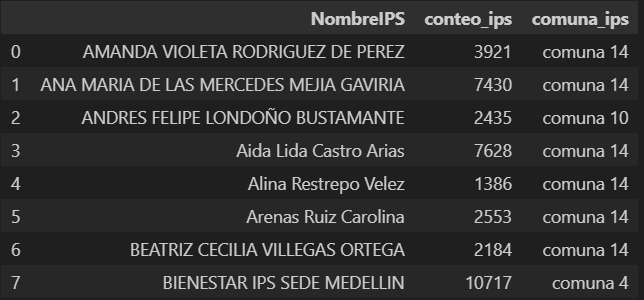 NombreIPS conteo_ips comuna_ips
0 AMANDA VIOLETA RODRIGUEZ DE PEREZ 3921 comuna 14
1 ANA MARIA DE LAS MERCEDES MEJIA GAVIRIA 7430 comuna 14
2 ANDRES FELIPE LONDOÑO BUSTAMANTE 2435 comuna 10
3 Aida Lida Castro Arias 7628 comuna 14
4 Alina Restrepo Velez 1386 comuna 14
5 Arenas Ruiz Carolina 2553 comuna 14
6 BEATRIZ CECILIA VILLEGAS ORTEGA 2184 comuna 14
7 BIENESTAR IPS SEDE MEDELLIN 10717 comuna 4